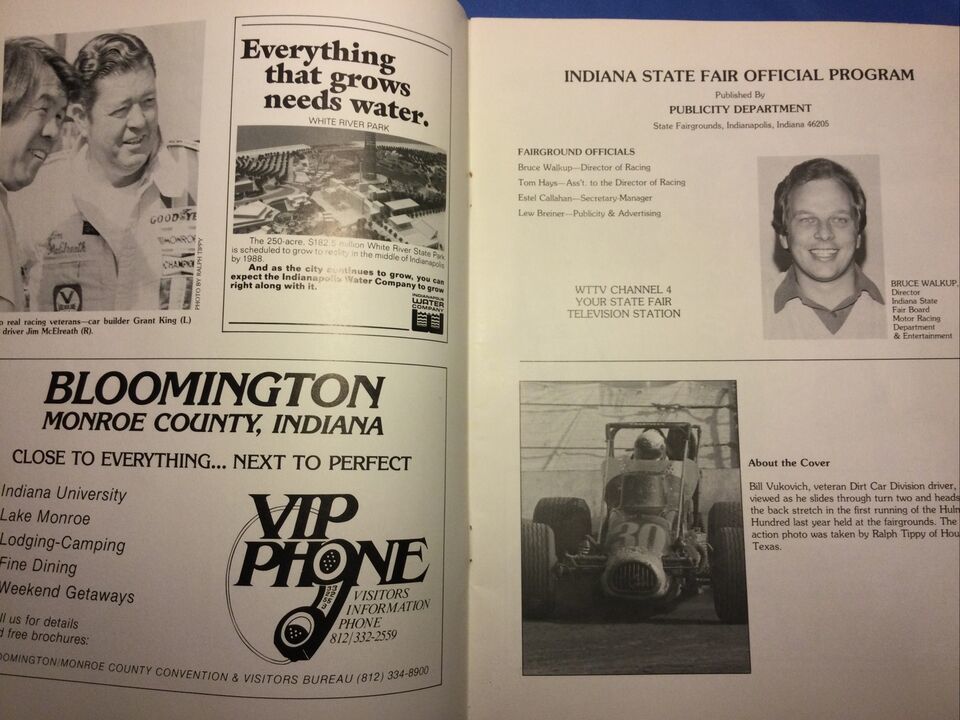 Everything
that grows
needs water.
WHITE RIVER PARK
The 250-acre, $182.5 million White River State Park
is scheduled to grow to reality in the middle of Indianapolis
by 1988.
And as the city continues to grow, you can
expect the Indianapolis Water Company to grow
right along with it.
INDIANAPOLIS
WATER
COMPANY
GOODYEAR
MONROE
CHAMPION
Jim
McElreath
V
PHOTO BY RALPH TIPPY
o real racing veterans—car builder Grant King (L)
driver Jim McElreath (R).
BLOOMINGTON
MONROE COUNTY, INDIANA
CLOSE TO EVERYTHING... NEXT TO PERFECT
Indiana University
Lake Monroe
Lodging-Camping
Fine Dining
Weekend Getaways
ll us for details
d free brochures:
VIP
PHONE
VISITORS
INFORMATION
PHONE
812/332-2559
OOMINGTON/MONROE COUNTY CONVENTION & VISITORS BUREAU (812) 334-8900
INDIANA STATE FAIR OFFICIAL PROGRAM
Published By
PUBLICITY DEPARTMENT
State Fairgrounds, Indianapolis, Indiana 46205
FAIRGROUND OFFICIALS
Bruce Walkup—Director of Racing
Tom Hays—Ass't. to the Director of Racing
Estel Callahan—Secretary-Manager
Lew Breiner—Publicity & Advertising
WTTV CHANNEL 4
YOUR STATE FAIR
TELEVISION STATION
BRUCE WALKUP,
Director
Indiana State
Fair Board
Motor Racing
Department
& Entertainment
30
About the Cover
Bill Vukovich, veteran Dirt Car Division driver,
viewed as he slides through turn two and heads
the back stretch in the first running of the Huln
Hundred last year held at the fairgrounds. The
action photo was taken by Ralph Tippy of Hou
Texas.